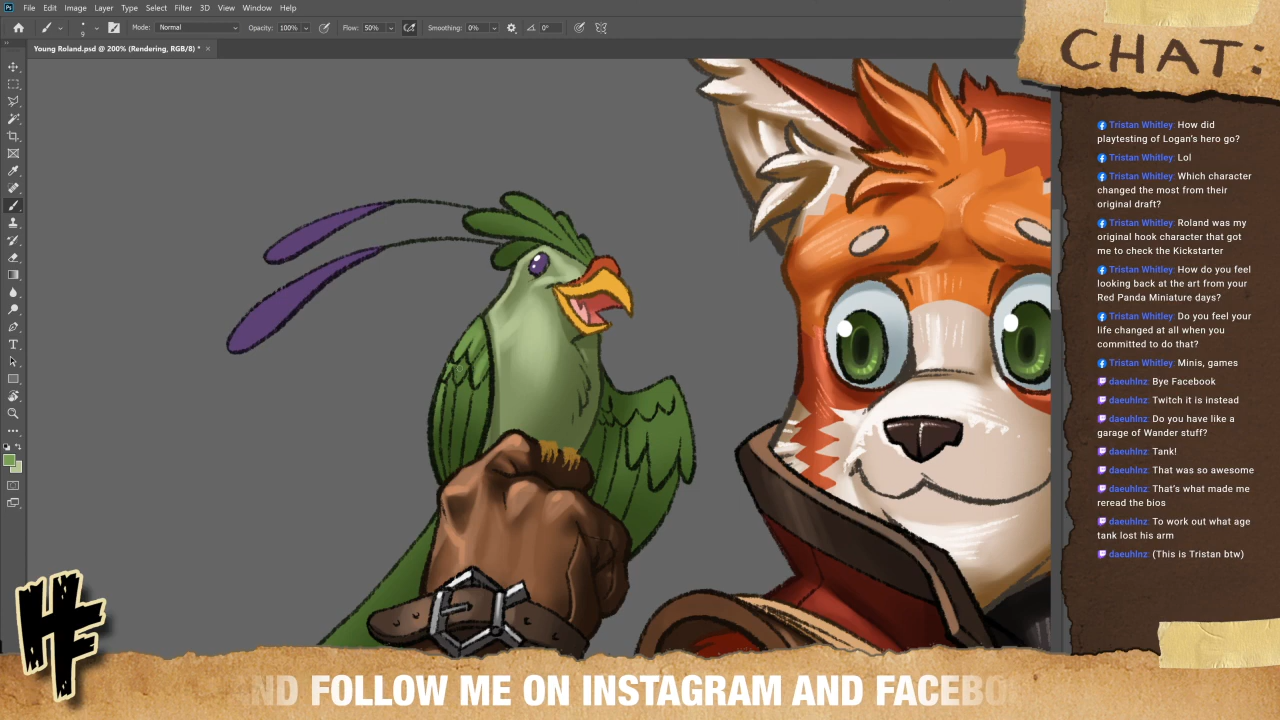 Ps File Edit Image Layer Type Select Filter 3D View Window Help
9 Mode: Normal Opacity: 100% Flow: 50% Smoothing: 0% 0°
Young Roland.psd @ 200% (Rendering, RGB/8) * ×
CHAT:
Tristan Whitley: How did
playtesting of Logan's hero go?
Tristan Whitley: Lol
Tristan Whitley: Which character
changed the most from their
original draft?
Tristan Whitley: Roland was my
original hook character that got
me to check the Kickstarter
Tristan Whitley: How do you feel
looking back at the art from your
Red Panda Miniature days?
Tristan Whitley: Do you feel your
life changed at all when you
committed to do that?
Tristan Whitley: Minis, games
daeuhlnz: Bye Facebook
daeuhlnz: Twitch it is instead
daeuhlnz: Do you have like a
garage of Wander stuff?
daeuhlnz: Tank!
daeuhlnz: That was so awesome
daeuhlnz: That's what made me
reread the bios
daeuhlnz: To work out what age
tank lost his arm
daeuhlnz: (This is Tristan btw)
HF
ND FOLLOW ME ON INSTAGRAM AND FACEBO